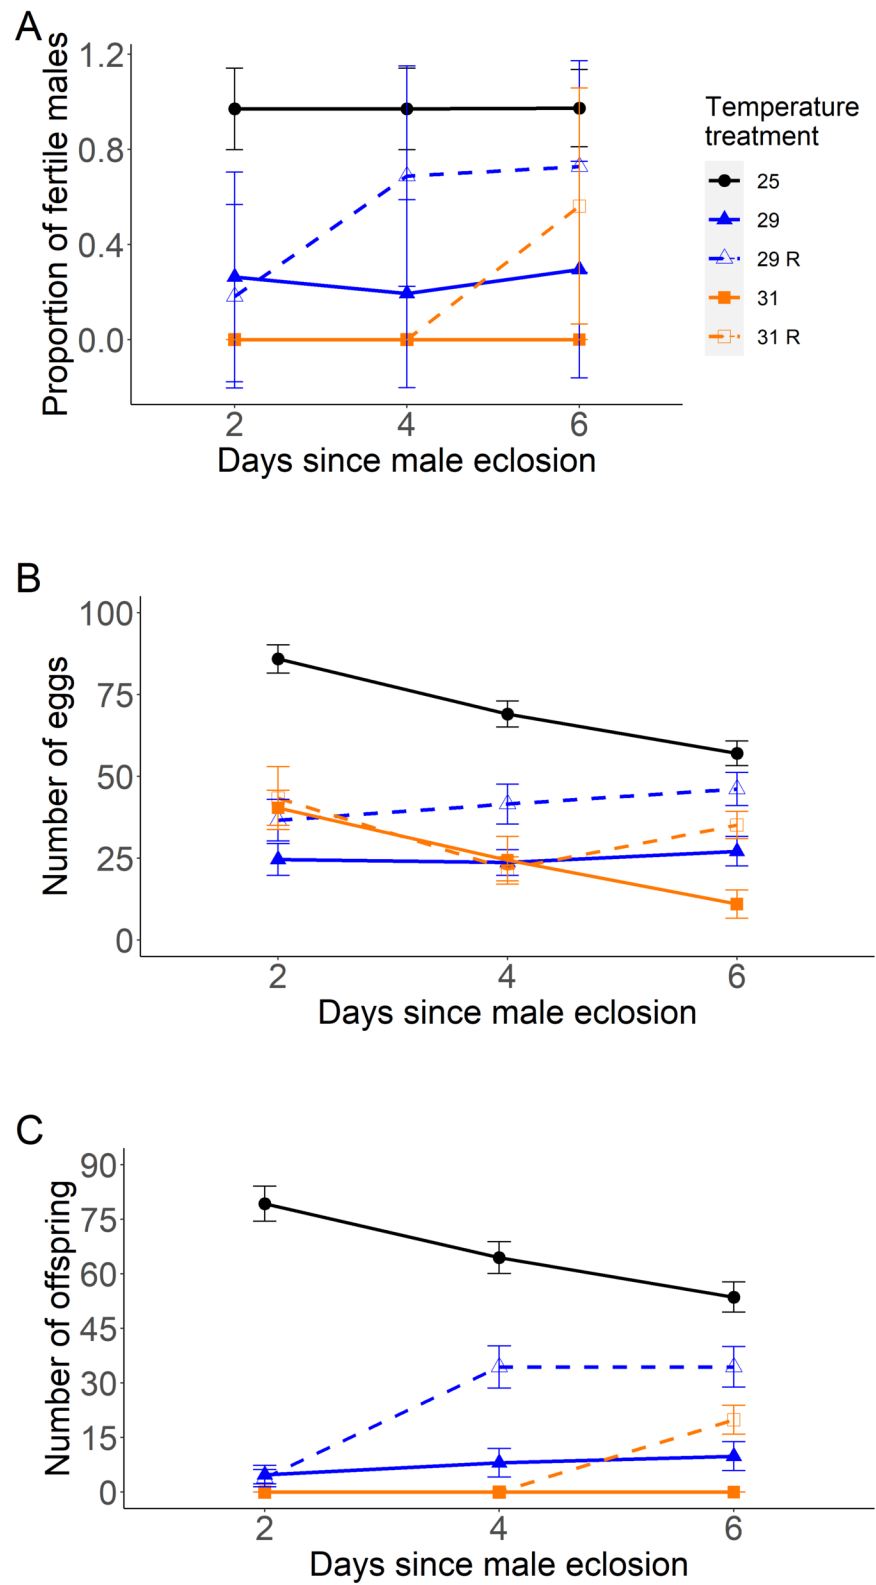 A
Proportion of fertile males
1.2
0.8
0.4
0.0
2 4 6
Days since male eclosion
Temperature
treatment
25
29
29 R
31
31 R
B
Number of eggs
100
75
50
25
0
2 4 6
Days since male eclosion
C
Number of offspring
90
75
60
45
30
15
0
2 4 6
Days since male eclosion